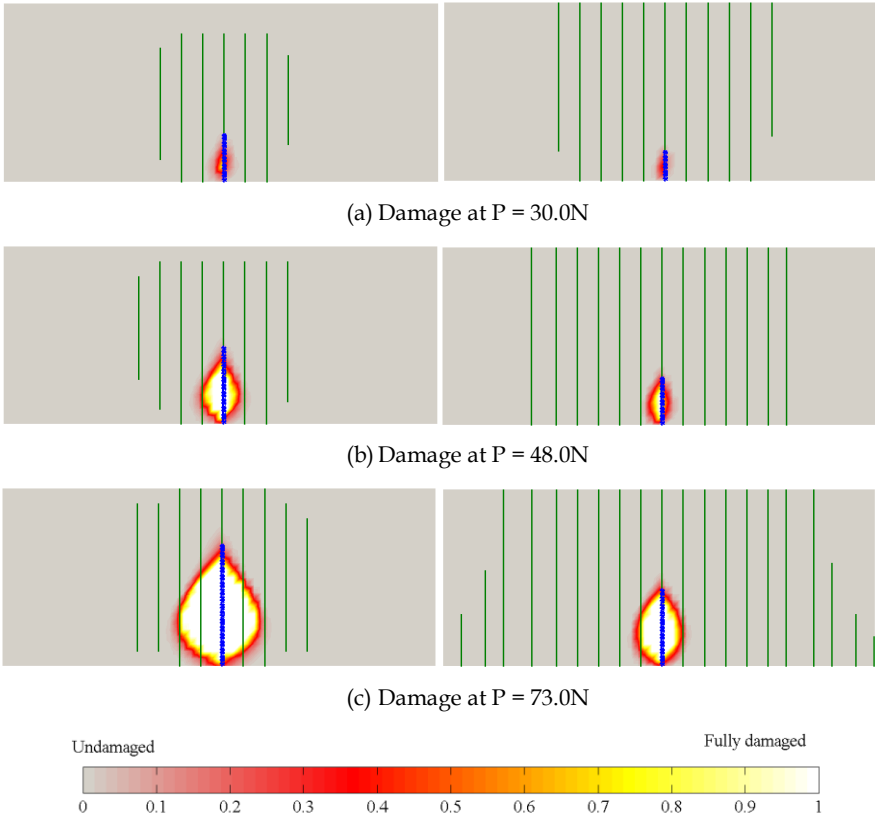 (a) Damage at P = 30.0N
(b) Damage at P = 48.0N
(c) Damage at P = 73.0N
Undamaged Fully damaged
0 0.1 0.2 0.3 0.4 0.5 0.6 0.7 0.8 0.9 1